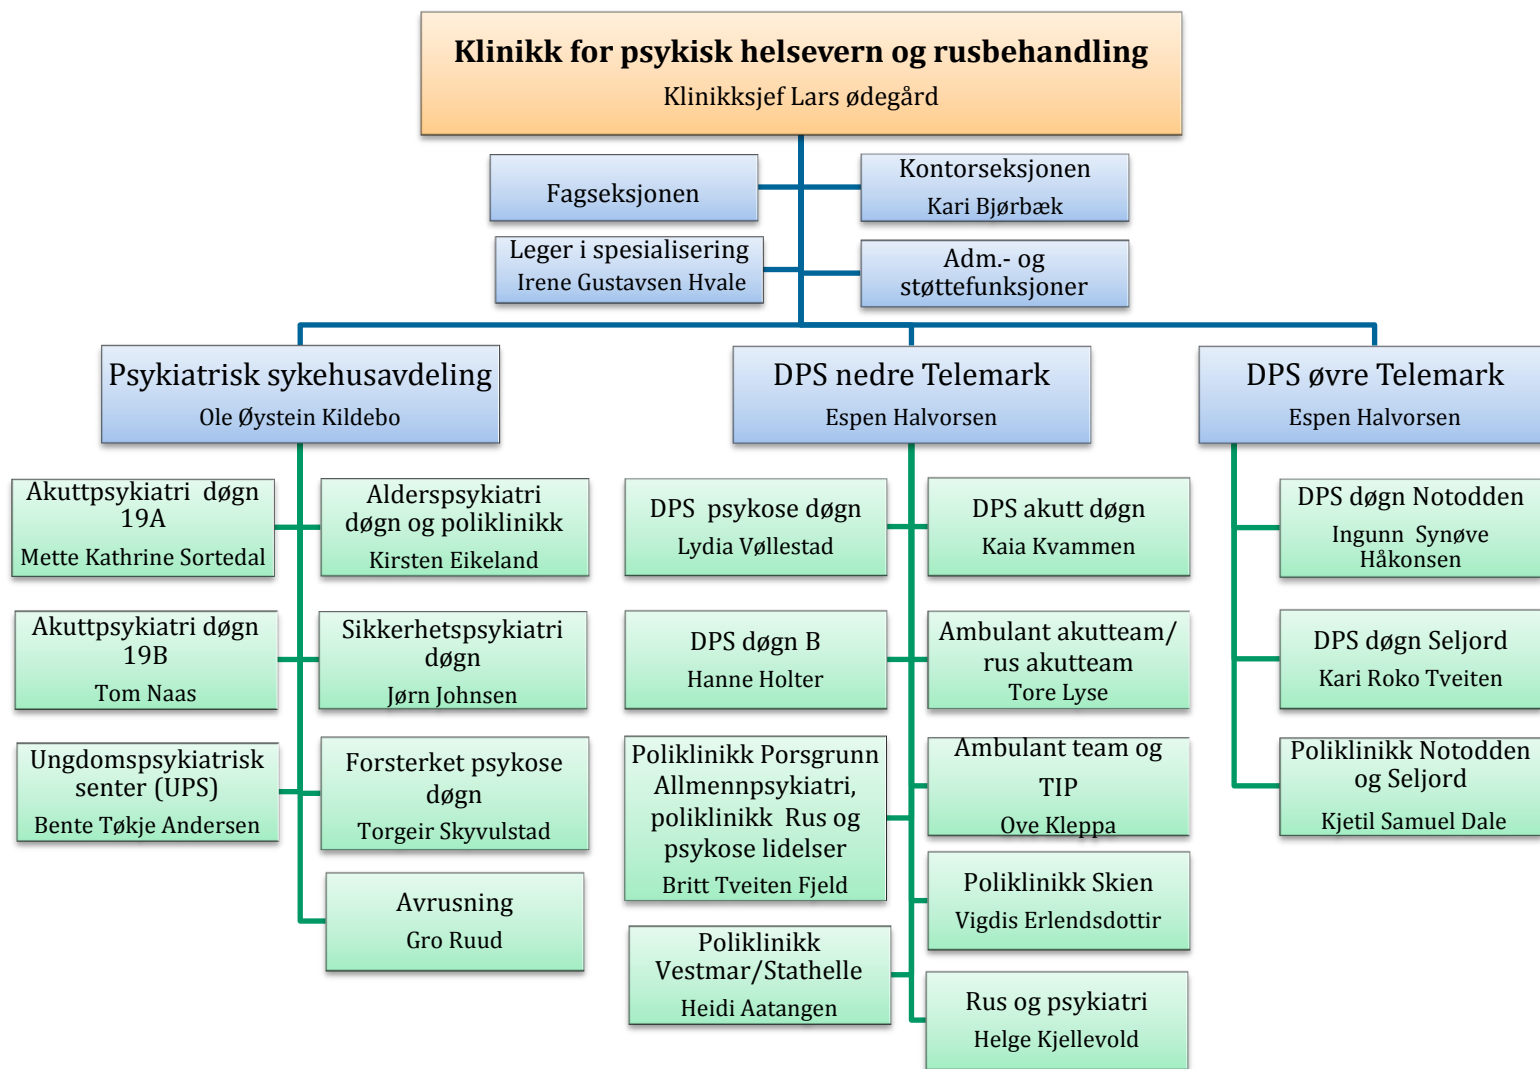 Klinikk for psykisk helsevern og rusbehandling
Klinikksjef Lars ødegård
Fagseksjonen
Kontorseksjonen
Kari Bjørbæk
Leger i spesialisering
Irene Gustavsen Hvale
Adm.- og
støttefunksjoner
Psykiatrisk sykehusavdeling
Ole Øystein Kildebo
DPS nedre Telemark
Espen Halvorsen
DPS øvre Telemark
Espen Halvorsen
Akuttpsykiatri døgn
19A
Mette Kathrine Sortedal
Alderspsykiatri
døgn og poliklinikk
Kirsten Eikeland
Akuttpsykiatri døgn
19B
Tom Naas
Sikkerhetspsykiatri
døgn
Jørn Johnsen
Ungdomspsykiatrisk
senter (UPS)
Bente Tøkje Andersen
Forsterket psykose
døgn
Torgeir Skyvulstad
Avrusning
Gro Ruud
DPS psykose døgn
Lydia Vøllestad
DPS akutt døgn
Kaia Kvammen
DPS døgn B
Hanne Holter
Ambulant akutteam/
rus akutteam
Tore Lyse
Poliklinikk Porsgrunn
Allmennpsykiatri,
poliklinikk Rus og
psykose lidelser
Britt Tveiten Fjeld
Ambulant team og
TIP
Ove Kleppa
Poliklinikk Skien
Vigdis Erlendsdottir
Poliklinikk
Vestmar/Stathelle
Heidi Aatangen
Rus og psykiatri
Helge Kjellevold
DPS døgn Notodden
Ingunn Synøve
Håkonsen
DPS døgn Seljord
Kari Roko Tveiten
Poliklinikk Notodden
og Seljord
Kjetil Samuel Dale